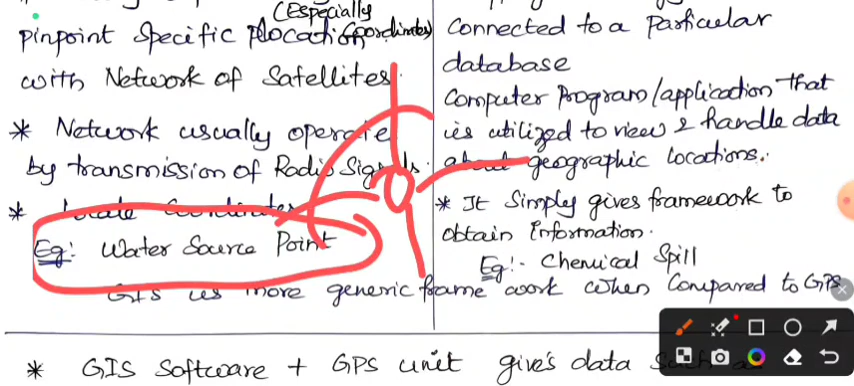 (Especially
pinpoint Specific plocation Coordinates)
with Network of Satellites.
* Network usually operate
by transmission of Radio Signals.
* Locate Coordinates
Eg: Water Source Point
connected to a particular
database
Computer Program/application that
is utilized to view & handle data
about geographic locations.
* It Simply gives framework to
obtain Information.
Eg:- Chemical Spill
GIS is more generic frame work when Compared to GPS
* GIS Software + GPS unit give's data